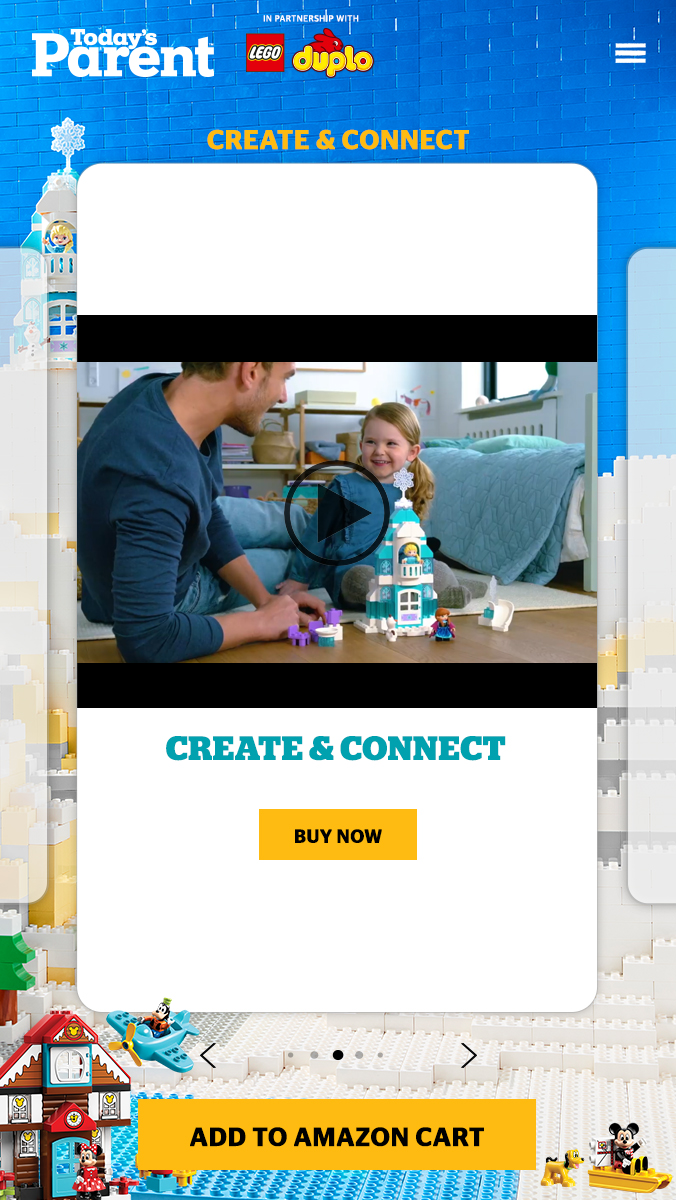 IN PARTNERSHIP WITH
Today's
Parent
LEGO
duplo
CREATE & CONNECT
CREATE & CONNECT
BUY NOW
ADD TO AMAZON CART